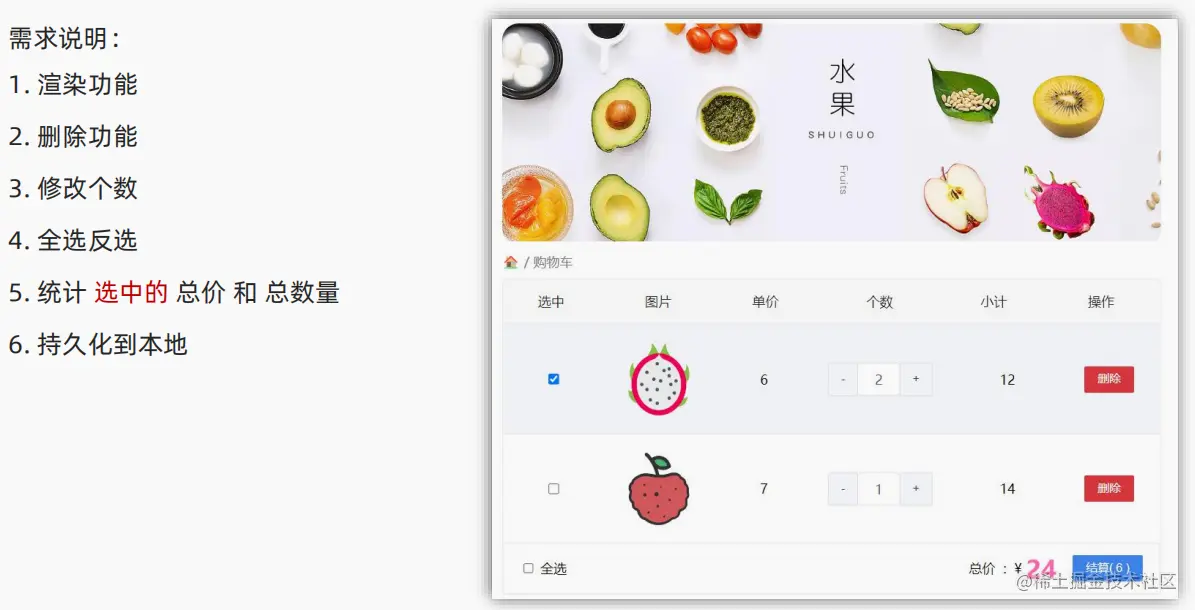 需求说明：
1. 渲染功能
2. 删除功能
3. 修改个数
4. 全选反选
5. 统计 选中的 总价 和 总数量
6. 持久化到本地
水
果
SHUIGUO
Fruits
/ 购物车
选中 图片 单价 个数 小计 操作
6 - 2 + 12 删除
7 - 1 + 14 删除
全选 总价 : ¥ 24 结算( 6 )
@稀土掘金技术社区